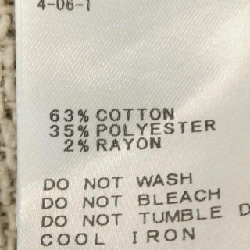 4-06-1
63% COTTON
35% POLYESTER
2% RAYON
DO NOT WASH
DO NOT BLEACH
DO NOT TUMBLE D
COOL IRON